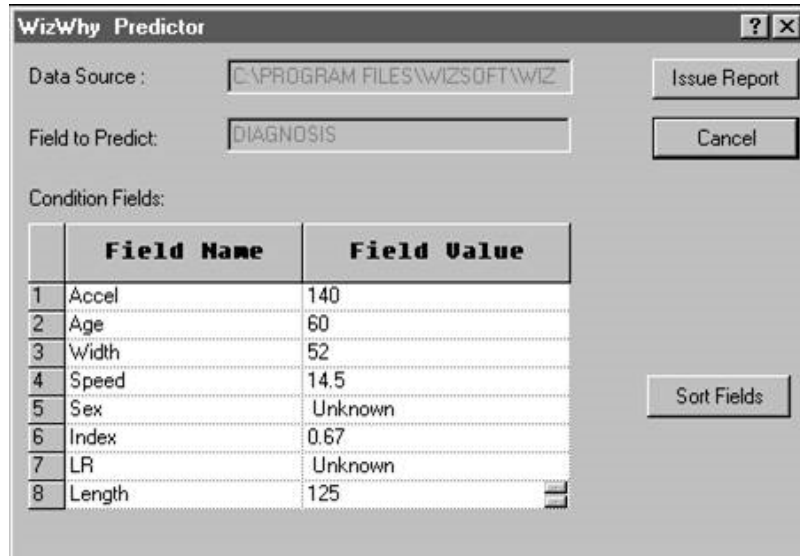 WizWhy Predictor ? X
Data Source : C:\PROGRAM FILES\WIZSOFT\WIZ Issue Report
Field to Predict: DIAGNOSIS Cancel
Condition Fields:
Field Name Field Value
1 Accel 140
2 Age 60
3 Width 52
4 Speed 14.5
5 Sex Unknown
6 Index 0.67
7 LR Unknown
8 Length 125
Sort Fields